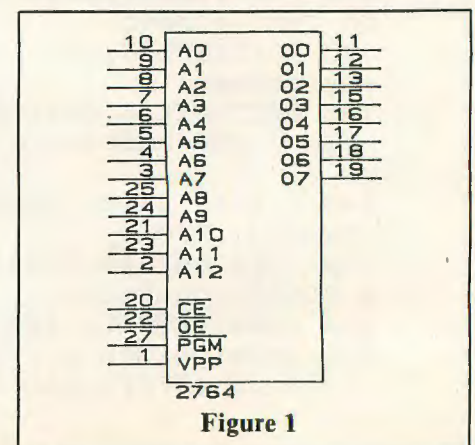 10 A0 O0 11
9 A1 O1 12
8 A2 O2 13
7 A3 O3 15
6 A4 O4 16
5 A5 O5 17
4 A6 O6 18
3 A7 O7 19
25 A8
24 A9
21 A10
23 A11
2 A12
20 CE
22 OE
27 PGM
1 VPP
2764
Figure 1